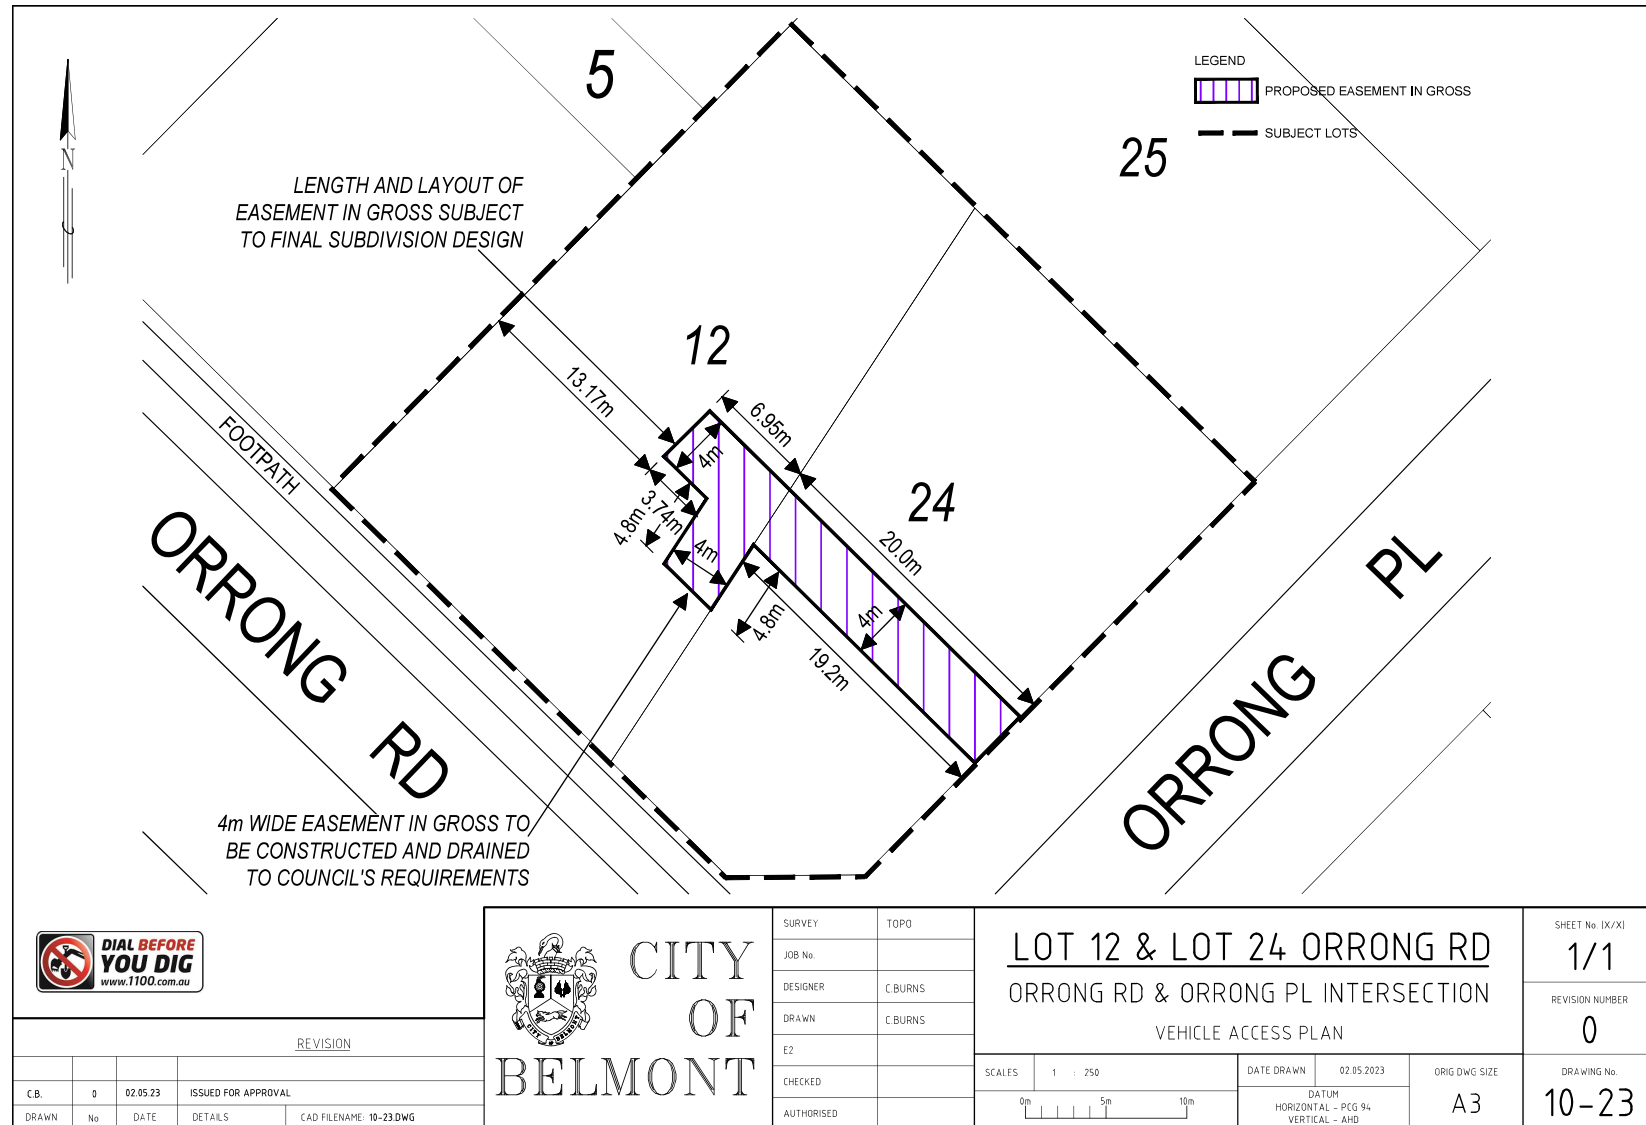 5
LEGEND
PROPOSED EASEMENT IN GROSS
SUBJECT LOTS
25
N
LENGTH AND LAYOUT OF
EASEMENT IN GROSS SUBJECT
TO FINAL SUBDIVISION DESIGN
12
13.17m
6.95m
FOOTPATH
4m
3.74m
4.8m
4m
24
20.0m
4.8m
4m
19.2m
ORRONG RD
ORRONG PL
4m WIDE EASEMENT IN GROSS TO
BE CONSTRUCTED AND DRAINED
TO COUNCIL'S REQUIREMENTS
DIAL BEFORE
YOU DIG
www.1100.com.au
REVISION
C.B. 0 02.05.23 ISSUED FOR APPROVAL
DRAWN No DATE DETAILS CAD FILENAME: 10-23.DWG
CITY
OF
BELMONT
CITY OF BELMONT
SURVEY TOPO
JOB No.
DESIGNER C.BURNS
DRAWN C.BURNS
E2
CHECKED
AUTHORISED
LOT 12 & LOT 24 ORRONG RD
ORRONG RD & ORRONG PL INTERSECTION
VEHICLE ACCESS PLAN
SCALES 1 : 250
0m 5m 10m
DATE DRAWN 02.05.2023
DATUM
HORIZONTAL - PCG 94
VERTICAL - AHD
ORIG DWG SIZE
A3
SHEET No. (X/X)
1/1
REVISION NUMBER
0
DRAWING No.
10-23